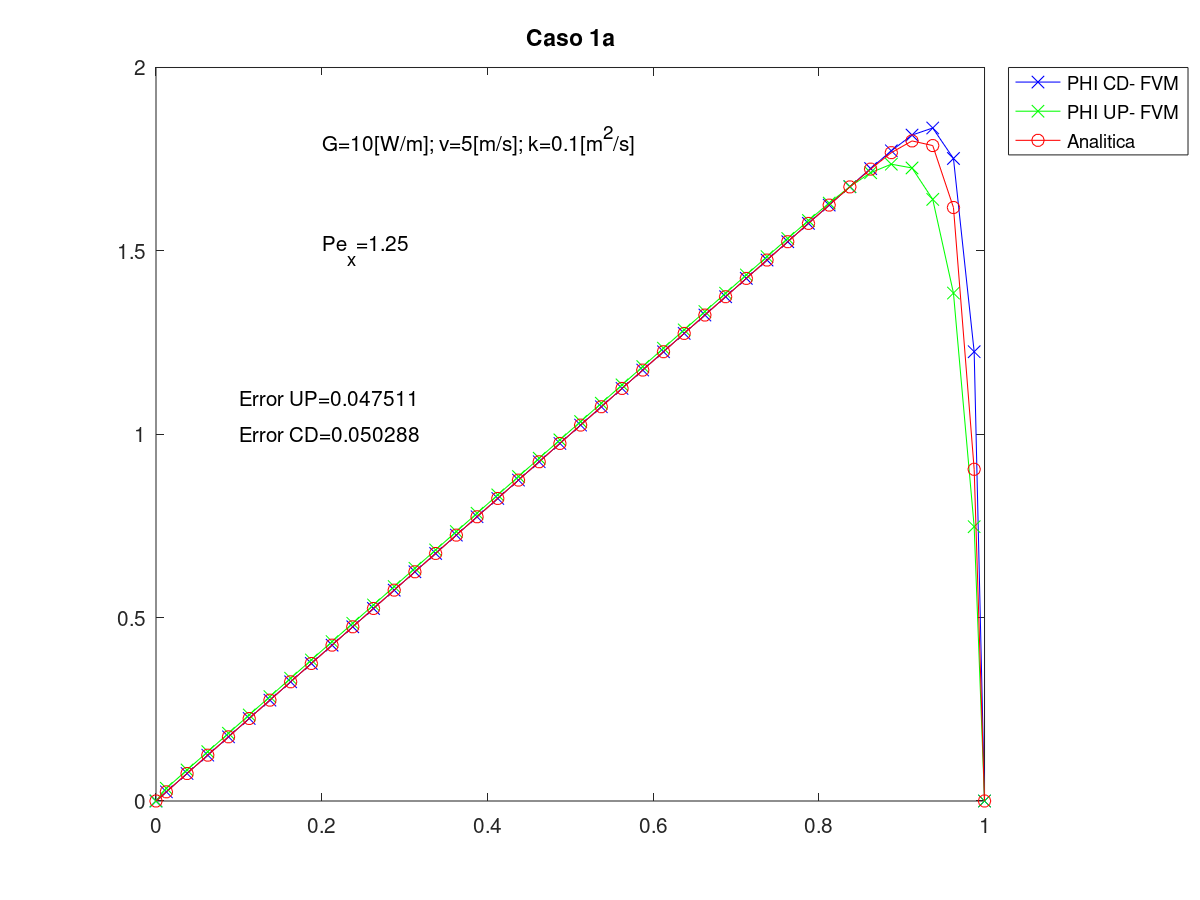 Caso 1a
PHI CD- FVM
PHI UP- FVM
Analitica
G=10[W/m]; v=5[m/s]; k=0.1[m²/s]
Peₓ=1.25
Error UP=0.047511
Error CD=0.050288
2
1.5
1
0.5
0
0 0.2 0.4 0.6 0.8 1